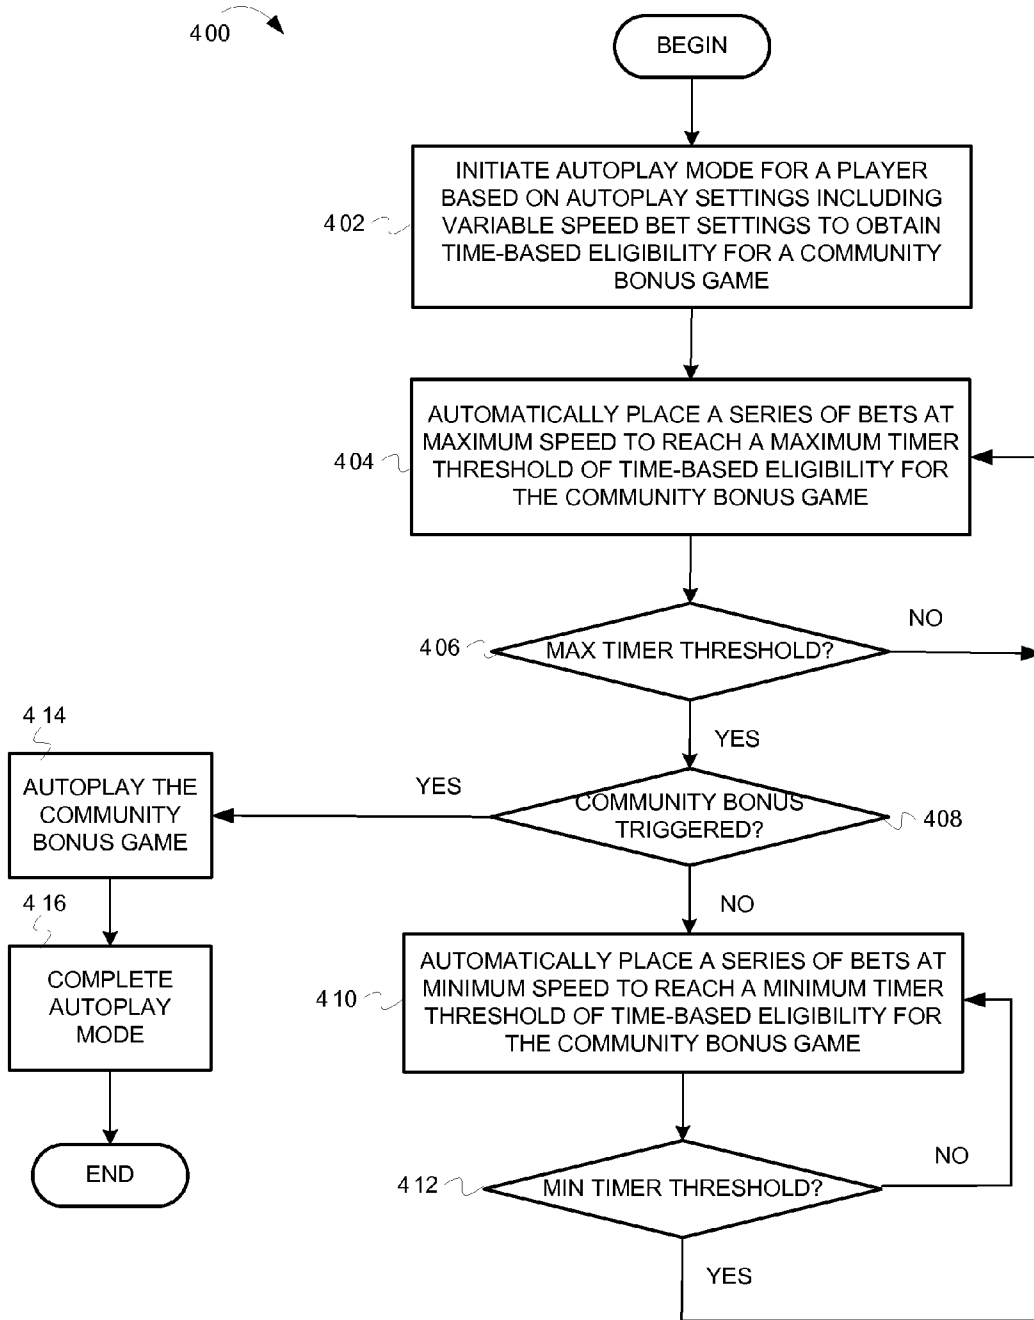 400
BEGIN
INITIATE AUTOPLAY MODE FOR A PLAYER
BASED ON AUTOPLAY SETTINGS INCLUDING
VARIABLE SPEED BET SETTINGS TO OBTAIN
TIME-BASED ELIGIBILITY FOR A COMMUNITY
BONUS GAME
402
AUTOMATICALLY PLACE A SERIES OF BETS AT
MAXIMUM SPEED TO REACH A MAXIMUM TIMER
THRESHOLD OF TIME-BASED ELIGIBILITY FOR
THE COMMUNITY BONUS GAME
404
MAX TIMER THRESHOLD?
406
NO
YES
COMMUNITY BONUS
TRIGGERED?
408
YES
414
AUTOPLAY THE
COMMUNITY
BONUS GAME
416
COMPLETE
AUTOPLAY
MODE
END
NO
AUTOMATICALLY PLACE A SERIES OF BETS AT
MINIMUM SPEED TO REACH A MINIMUM TIMER
THRESHOLD OF TIME-BASED ELIGIBILITY FOR
THE COMMUNITY BONUS GAME
410
MIN TIMER THRESHOLD?
412
NO
YES